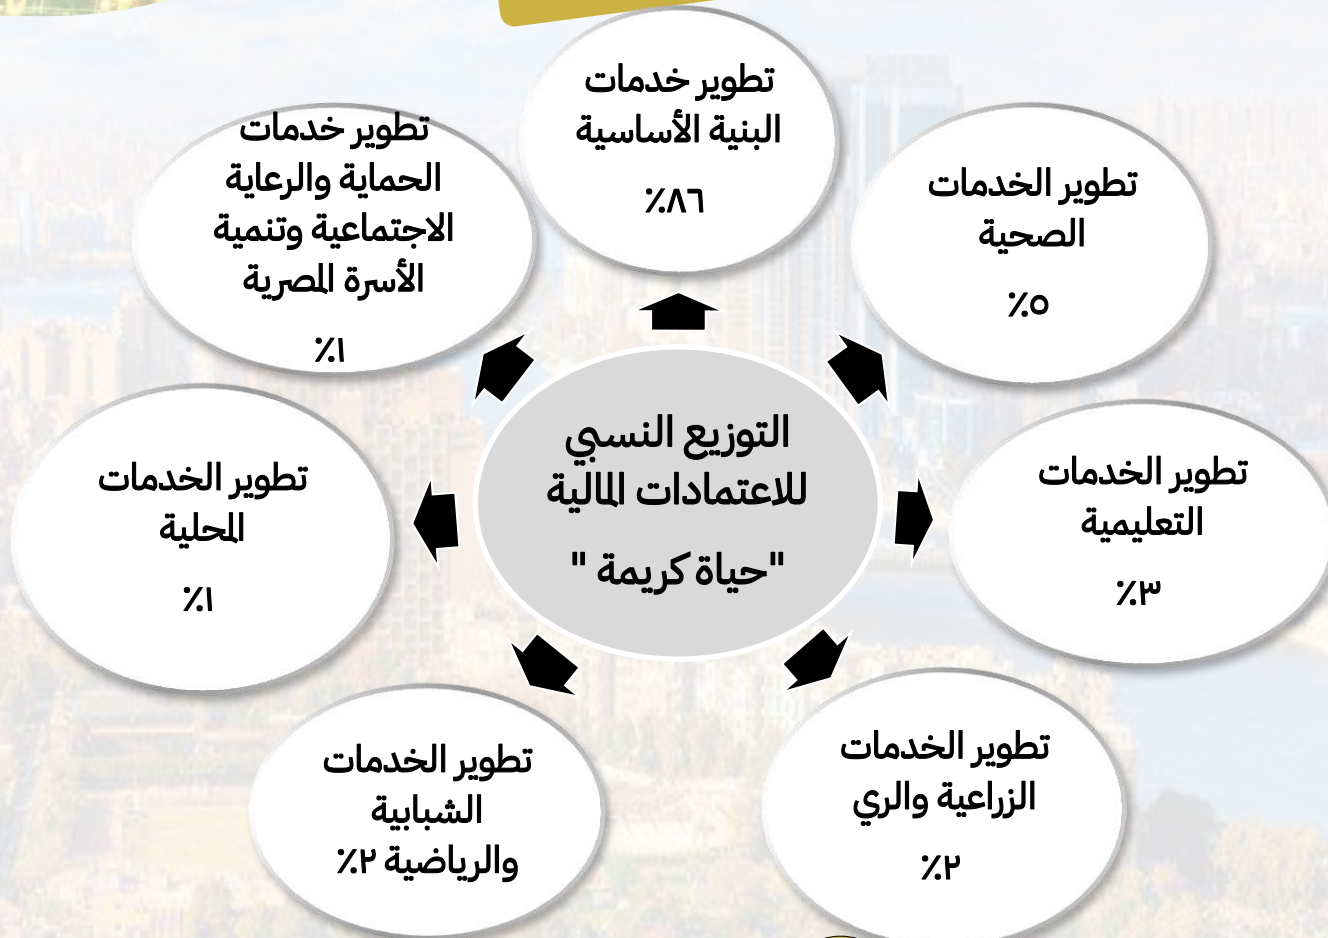 التوزيع النسبي
للاعتمادات المالية
"حياة كريمة "
تطوير خدمات
البنية الأساسية
٨٦٪
تطوير الخدمات
الصحية
٥٪
تطوير الخدمات
التعليمية
٣٪
تطوير الخدمات
الزراعية والري
٢٪
تطوير الخدمات
الشبابية
والرياضية ٢٪
تطوير الخدمات
المحلية
١٪
تطوير خدمات
الحماية والرعاية
الاجتماعية وتنمية
الأسرة المصرية
١٪